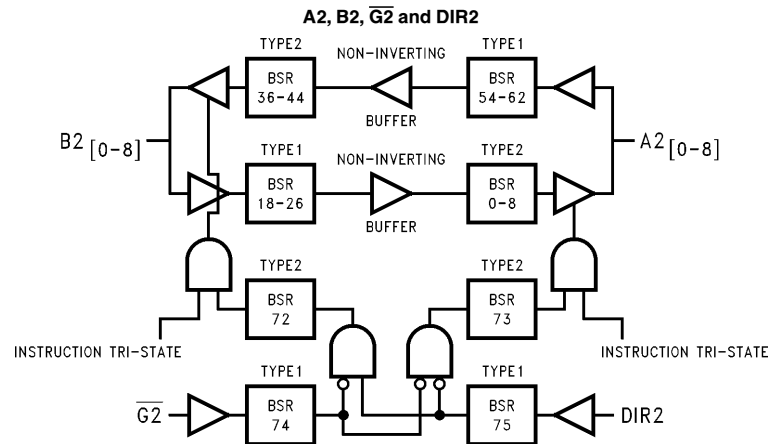 A2, B2, G2 and DIR2
TYPE2
NON-INVERTING
TYPE1
BSR
36-44
BSR
54-62
BUFFER
B2 [0-8]
A2 [0-8]
TYPE1
NON-INVERTING
TYPE2
BSR
18-26
BSR
0-8
BUFFER
TYPE2
TYPE2
BSR
72
BSR
73
INSTRUCTION TRI-STATE
INSTRUCTION TRI-STATE
TYPE1
TYPE1
G2
BSR
74
BSR
75
DIR2